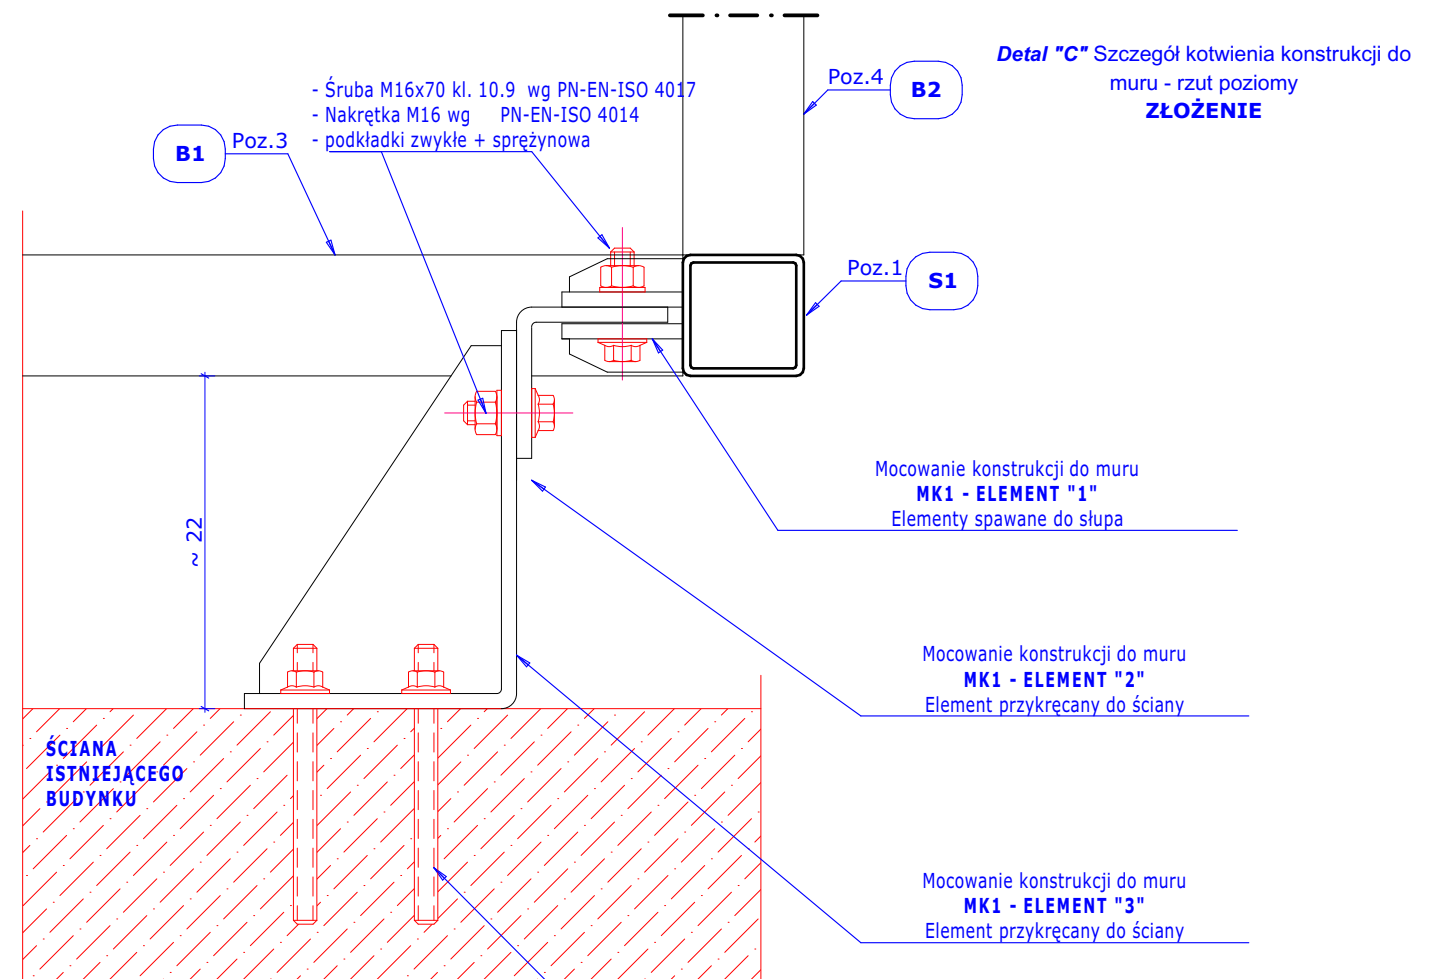 Detal "C" Szczegół kotwienia konstrukcji do
muru - rzut poziomy
ZŁOŻENIE
- Śruba M16x70 kl. 10.9 wg PN-EN-ISO 4017
- Nakrętka M16 wg PN-EN-ISO 4014
- podkładki zwykłe + sprężynowa
Poz.4
B2
B1
Poz.3
Poz.1
S1
Mocowanie konstrukcji do muru
MK1 - ELEMENT "1"
Elementy spawane do słupa
~ 22
Mocowanie konstrukcji do muru
MK1 - ELEMENT "2"
Element przykręcany do ściany
ŚCIANA
ISTNIEJĄCEGO
BUDYNKU
Mocowanie konstrukcji do muru
MK1 - ELEMENT "3"
Element przykręcany do ściany